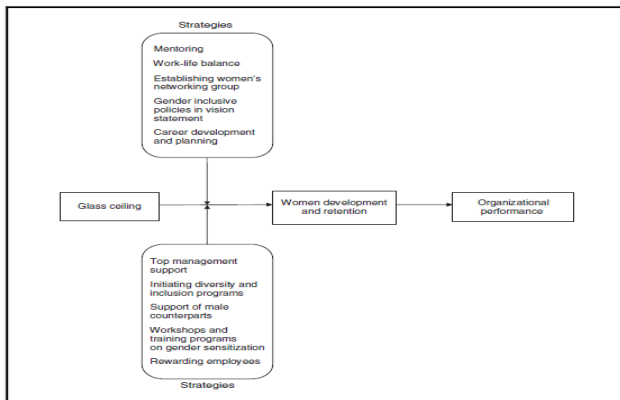 Strategies
Mentoring
Work-life balance
Establishing women's
networking group
Gender inclusive
policies in vision
statement
Career development
and planning
Glass ceiling
Women development
and retention
Organizational
performance
Top management
support
Initiating diversity and
inclusion programs
Support of male
counterparts
Workshops and
training programs
on gender sensitization
Rewarding employees
Strategies